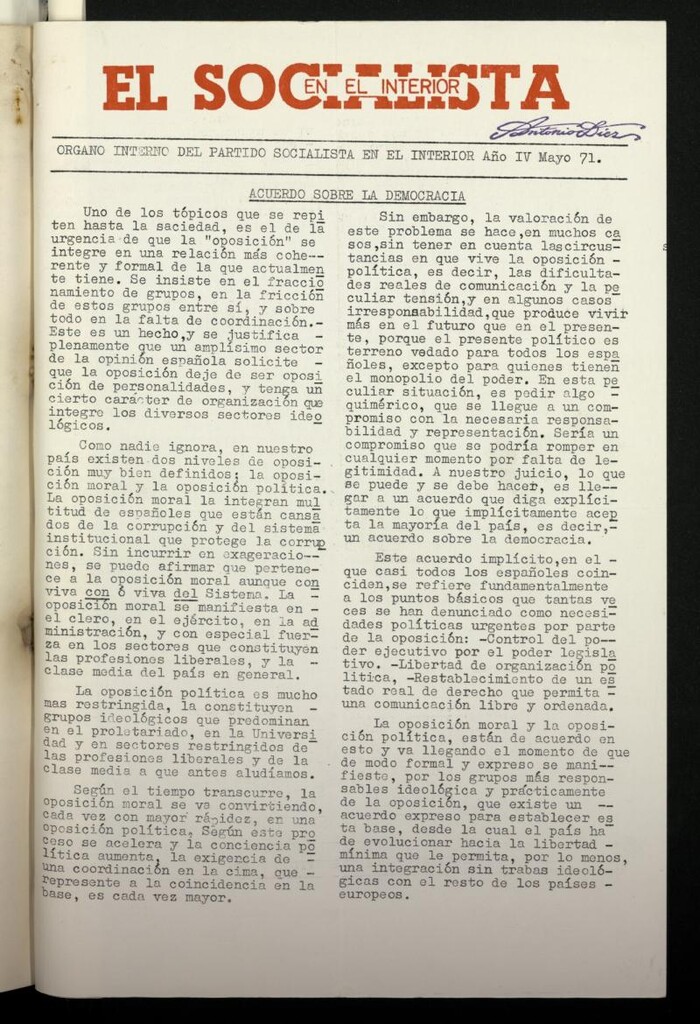 EL SOCIALISTA
EN EL INTERIOR
Antonio Díez
ORGANO INTERNO DEL PARTIDO SOCIALISTA EN EL INTERIOR Año IV Mayo 71.
ACUERDO SOBRE LA DEMOCRACIA
Uno de los tópicos que se repi
ten hasta la saciedad, es el de la
urgencia de que la "oposición" se
integre en una relación más cohe-
rente y formal de la que actualmen
te tiene. Se insiste en el fraccio
namiento de grupos, en la fricción
de estos grupos entre sí, y sobre
todo en la falta de coordinación.-
Este es un hecho,y se justifica -
plenamente que un amplísimo sector
de la opinión española solicite -
que la oposición deje de ser oposi
ción de personalidades, y tenga un
cierto carácter de organización que
integre los diversos sectores ideo
lógicos.
Como nadie ignora, en nuestro
país existen dos niveles de oposi-
ción muy bien definidos; la oposi-
ción moral y la oposición política.
La oposición moral la integran mul
titud de españoles que están cansa
dos de la corrupción y del sistema
institucional que protege la corrup
ción. Sin incurrir en exageracio--
nes, se puedo afirmar que pertene-
ce a la oposición moral aunque con
viva con ó viva del Sistema. La -
oposición moral se manifiesta en -
el clero, en el ejército, en la ad
ministración, y con especial fuer-
za en los sectores que constituyen
las profesiones liberales, y la -
clase media del país en general.
La oposición política es mucho
mas restringida, la constituyen -
grupos ideológicos que predominan
en el proletariado, en la Universi
dad y en sectores restringidos de
las profesiones liberales y de la
clase media a que antes aludíamos.
Según el tiempo transcurre, la
oposición moral se va convirtiendo,
cada vez con mayor rápidez, en una
oposición política. Según este pro
ceso se acelera y la conciencia po
lítica aumenta, la exigencia de -
una coordinación en la cima, que -
represente a la coincidencia en la
base, es cada vez mayor.
Sin embargo, la valoración de
este problema se hace,en muchos ca
sos,sin tener en cuenta lascircus-
tancias en que vive la oposición -
política, es decir, las dificulta-
des reales de comunicación y la pe
culiar tensión,y en algunos casos
irresponsabilidad,que produce vivir
más en el futuro que en el presen-
te, porque el presente político es
terreno vedado para todos los espa
ñoles, excepto para quienes tienen
el monopolio del poder. En esta pe
culiar situación, es pedir algo -
quimérico, que se llegue a un com-
promiso con la necesaria responsa-
bilidad y representación. Sería un
compromiso que se podría romper en
cualquier momento por falta de le-
gitimidad. A nuestro juicio, lo que
se puede y se debe hacer, es lle-
gar a un acuerdo que diga explíci-
tamente lo que implícitamente acep
ta la mayoría del país, es decir,-
un acuerdo sobre la democracia.
Este acuerdo implícito,en el -
que casi todos los españoles coin-
ciden,se refiere fundamentalmente
a los puntos básicos que tantas ve
ces se han denunciado como necesi-
dades políticas urgentes por parte
de la oposición: -Control del po--
der ejecutivo por el poder legisla
tivo. -Libertad de organización po
litica, -Restablecimiento de un es
tado real de derecho que permita -
una comunicación libre y ordenada.
La oposición moral y la oposi-
ción política, están de acuerdo en
esto y va llegando el momento de que
de modo formal y expreso se mani--
fieste, por los grupos más respon-
sables ideológica y prácticamente
de la oposición, que existe un --
acuerdo expreso para establecer es
ta base, desde la cual el país ha
de evolucionar hacia la libertad -
mínima que le permita, por lo menos,
una integración sin trabas ideoló-
gicas con el resto de los países -
europeos.